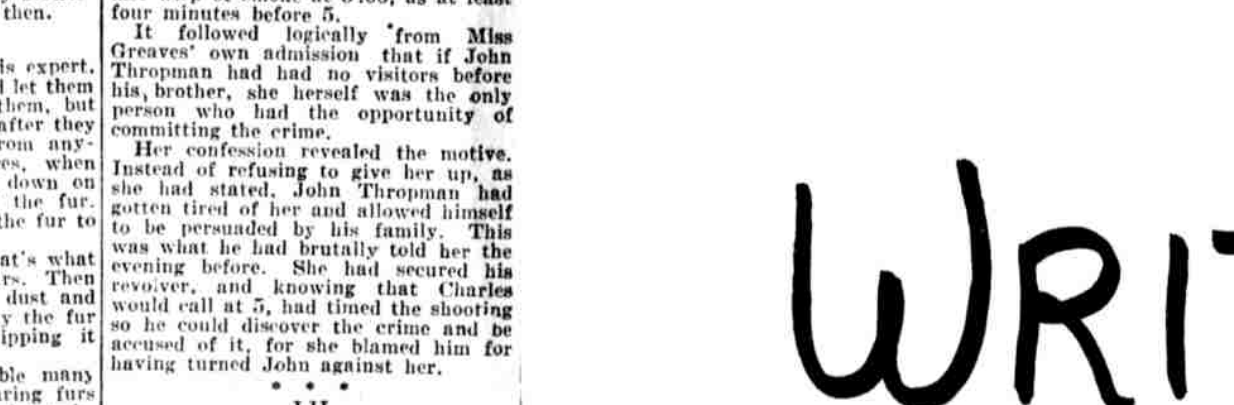 then.
is expert.
let them
them, but
after they
rom any-
es, when
down on
the fur.
the fur to
at's what
rs. Then
dust and
y the fur
ipping it
ble many
aring furs
four minutes before 5.
It followed logically from Miss
Greaves' own admission that if John
Thropman had had no visitors before
his brother, she herself was the only
person who had the opportunity of
committing the crime.
Her confession revealed the motive.
Instead of refusing to give her up, as
she had stated, John Thropman had
gotten tired of her and allowed himself
to be persuaded by his family. This
was what he had brutally told her the
evening before. She had secured his
revolver, and knowing that Charles
would call at 5, had timed the shooting
so he could discover the crime and be
accused of it, for she blamed him for
having turned John against her.
* * *
WRI